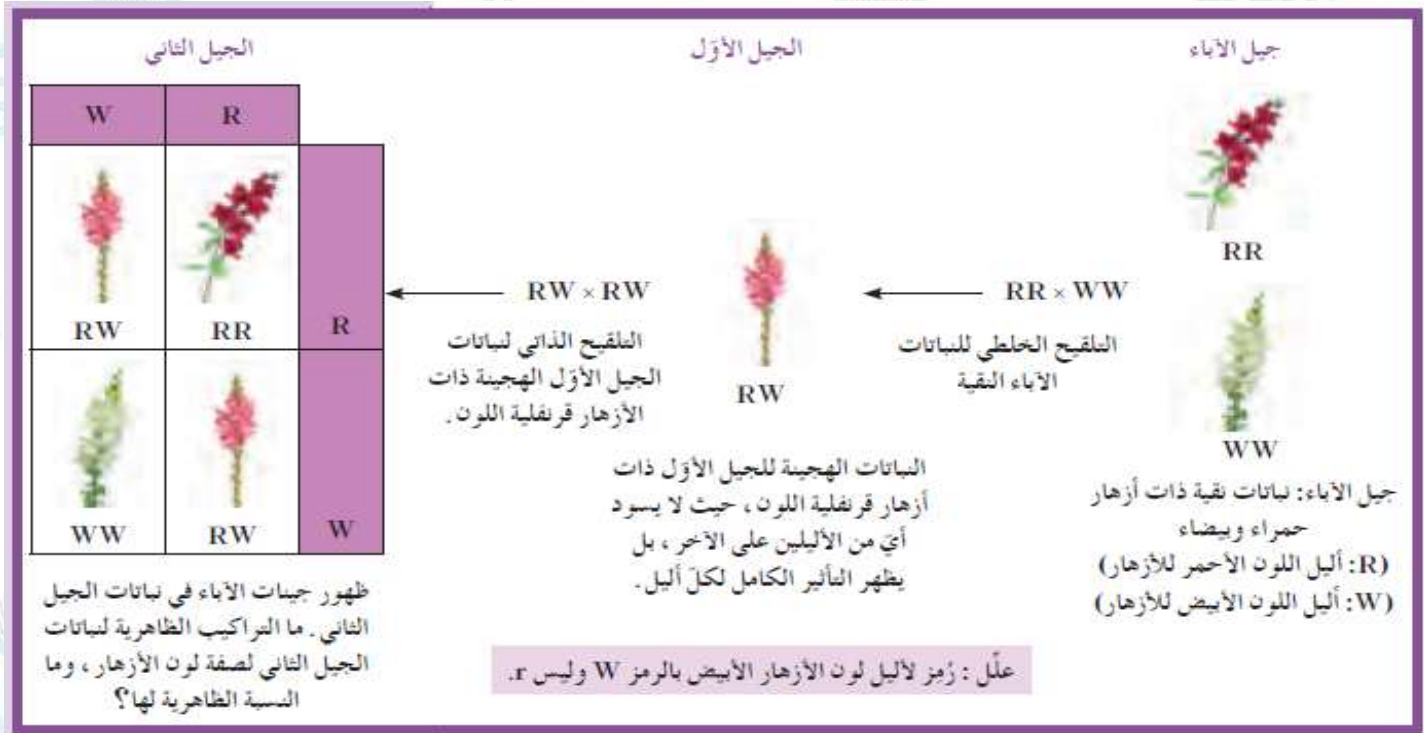 جيل الآباء
RR
WW
جيل الآباء: نباتات نقية ذات أزهار
حمراء وبيضاء
(R: أليل اللون الأحمر للأزهار)
(W: أليل اللون الأبيض للأزهار)
RR × WW
التلقيح الخلطي للنباتات
الآباء النقية
الجيل الأوّل
RW
النباتات الهجينة للجيل الأوّل ذات
أزهار قرنفلية اللون، حيث لا يسود
أيّ من الأليلين على الآخر، بل
يظهر التأثير الكامل لكلّ أليل.
RW × RW
التلقيح الذاتي لنباتات
الجيل الأوّل الهجينة ذات
الأزهار قرنفلية اللون.
الجيل الثاني
R W
R RR RW
W RW WW
ظهور جينات الآباء في نباتات الجيل
الثاني. ما التراكيب الظاهرية لنباتات
الجيل الثاني لصفة لون الأزهار، وما
النسبة الظاهرية لها؟
علّل: رُمز لأليل لون الأزهار الأبيض بالرمز W وليس r.